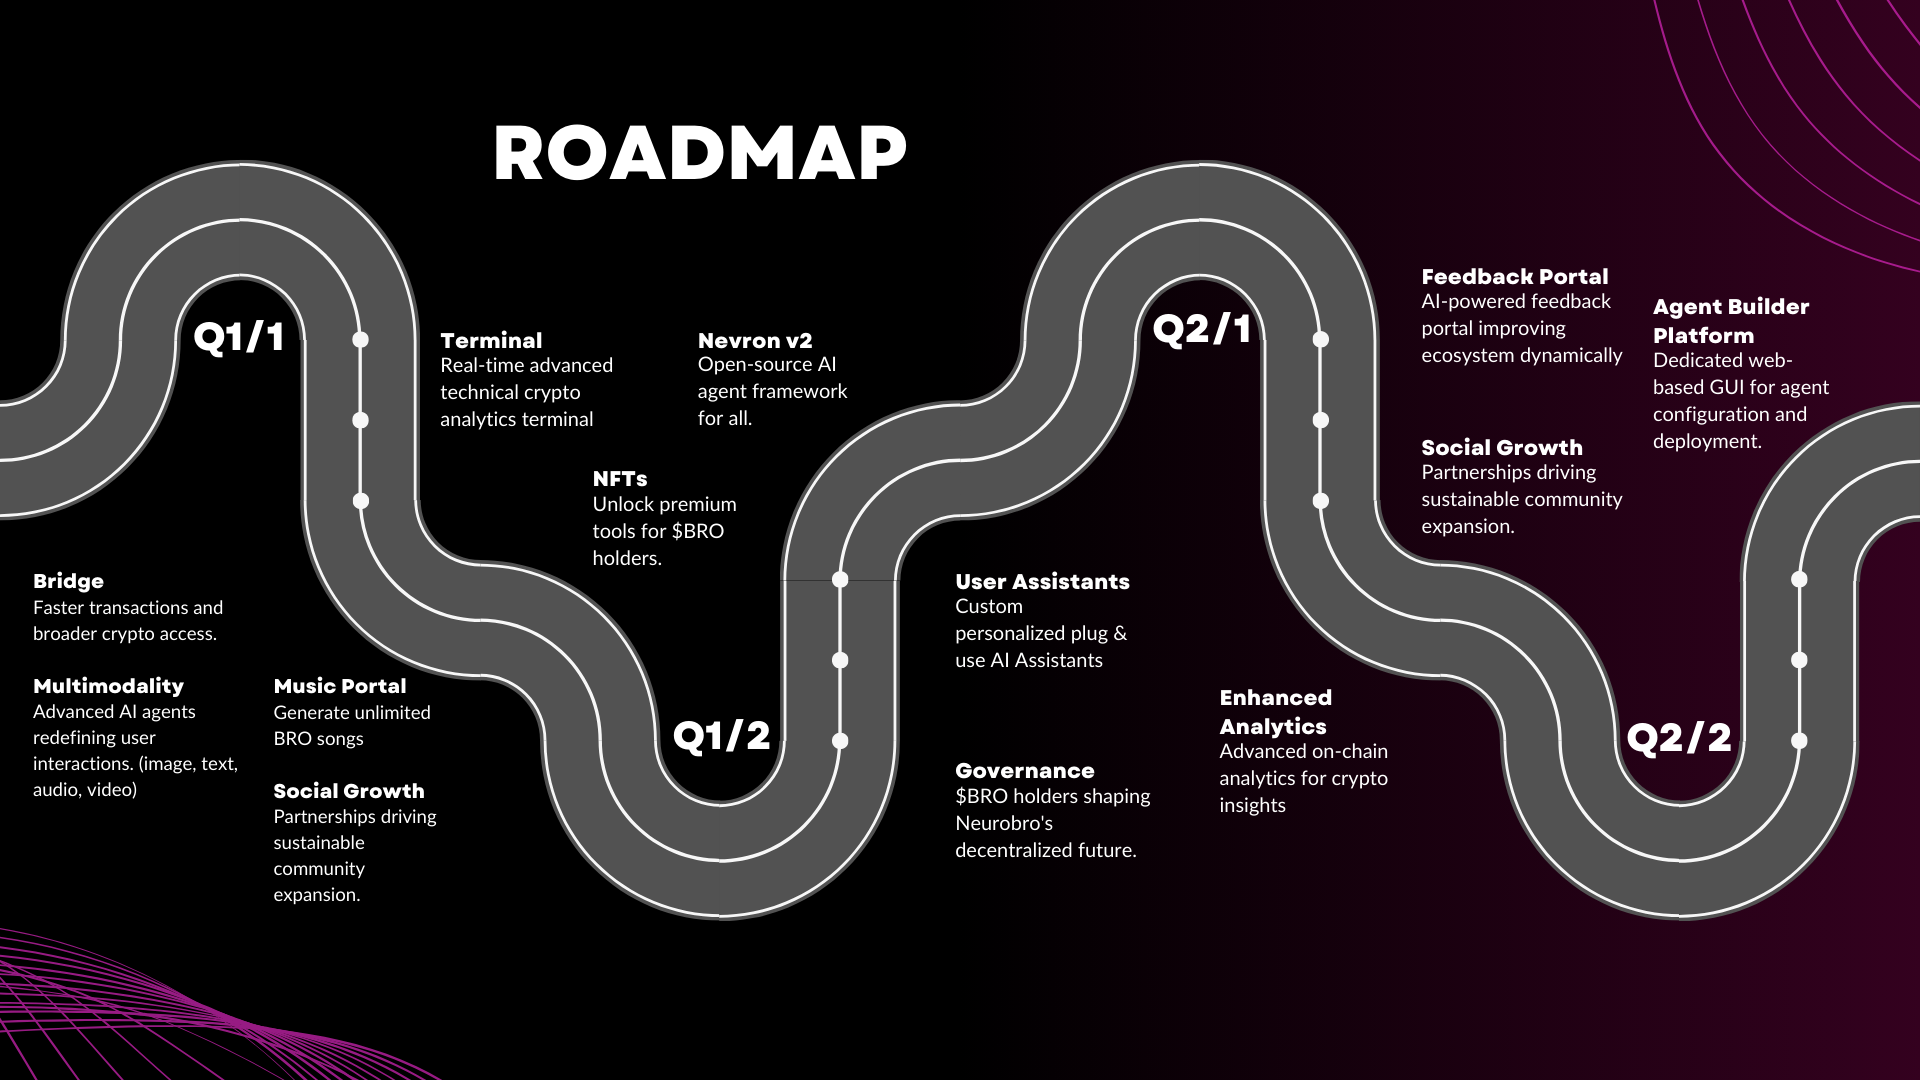 ROADMAP
Q1/1
Bridge
Faster transactions and
broader crypto access.
Multimodality
Advanced AI agents
redefining user
interactions. (image, text,
audio, video)
Music Portal
Generate unlimited
BRO songs
Social Growth
Partnerships driving
sustainable
community
expansion.
Terminal
Real-time advanced
technical crypto
analytics terminal
Nevron v2
Open-source AI
agent framework
for all.
NFTs
Unlock premium
tools for $BRO
holders.
Q1/2
User Assistants
Custom
personalized plug &
use AI Assistants
Governance
$BRO holders shaping
Neurobro's
decentralized future.
Enhanced
Analytics
Advanced on-chain
analytics for crypto
insights
Q2/1
Feedback Portal
AI-powered feedback
portal improving
ecosystem dynamically
Social Growth
Partnerships driving
sustainable community
expansion.
Agent Builder
Platform
Dedicated web-
based GUI for agent
configuration and
deployment.
Q2/2